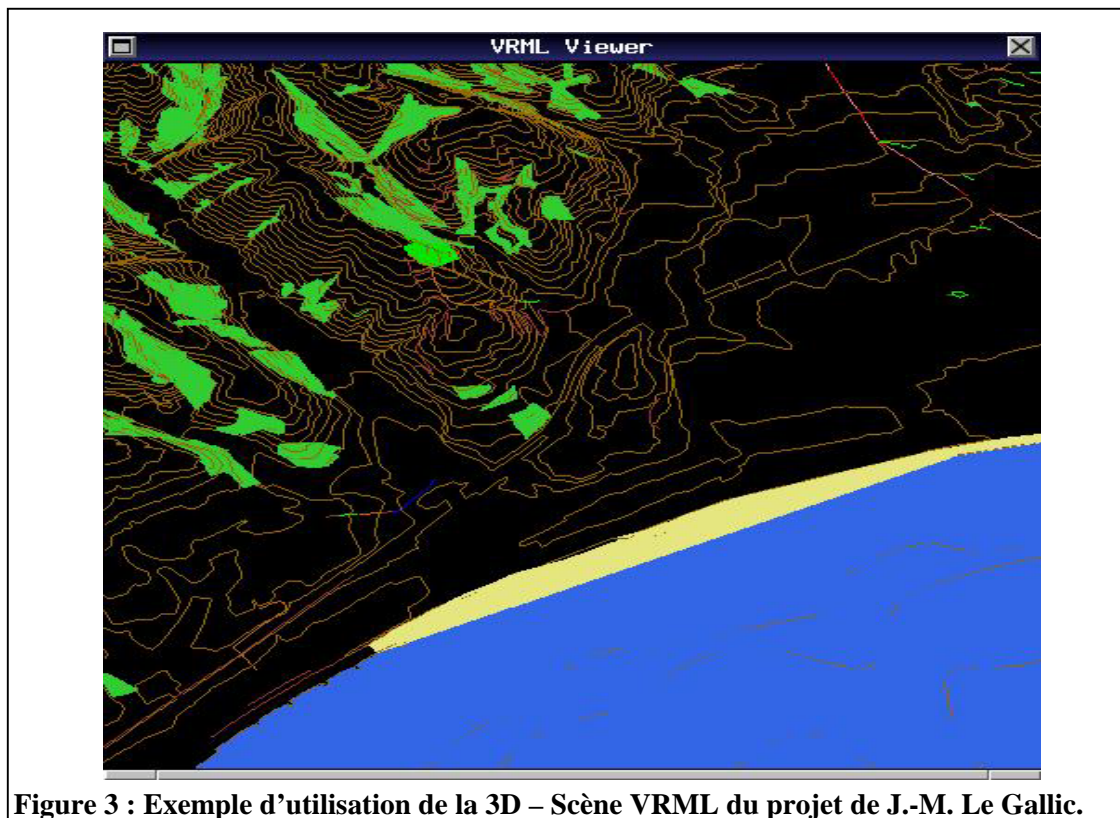 VRML Viewer
Figure 3 : Exemple d’utilisation de la 3D – Scène VRML du projet de J.-M. Le Gallic.